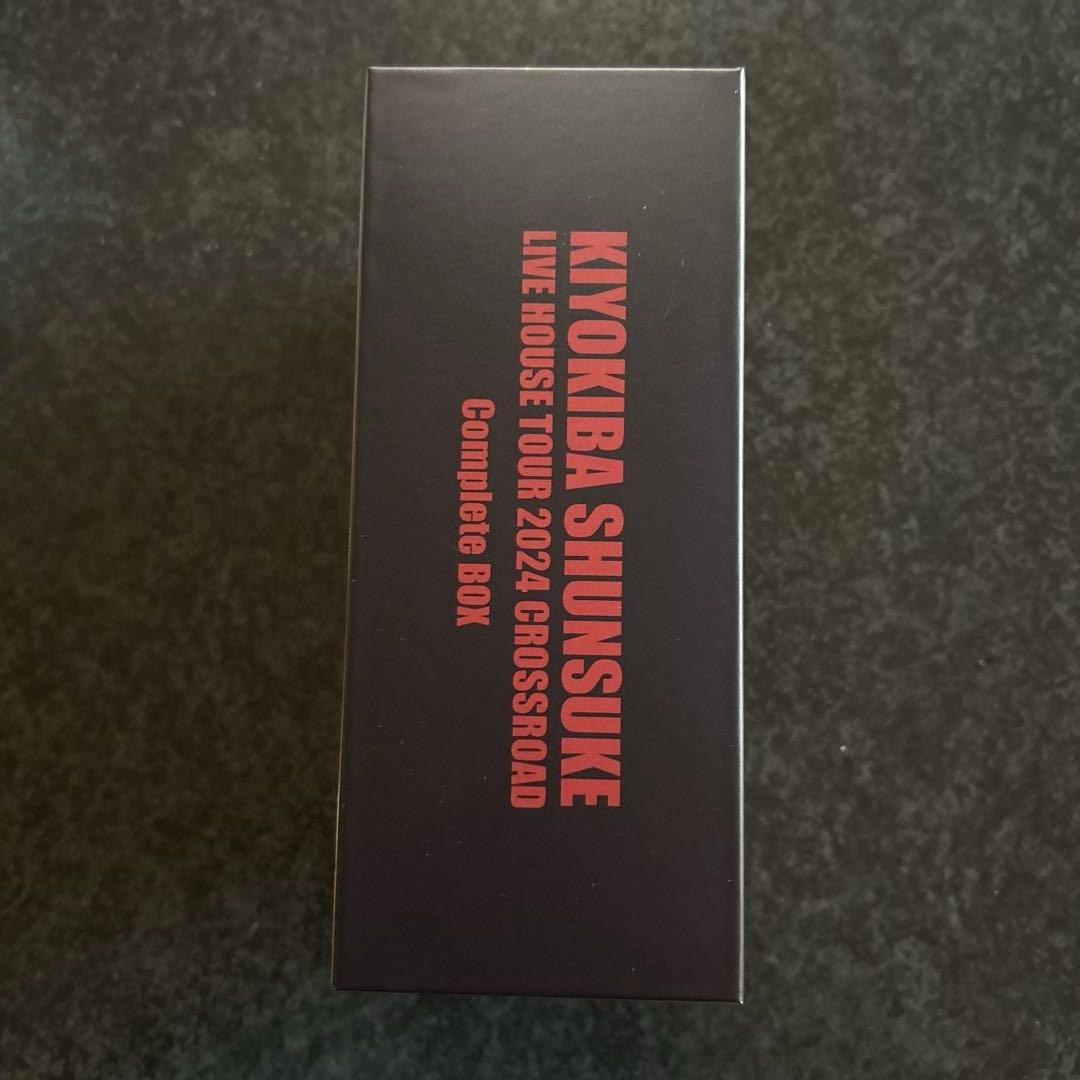 KIYOKIBA SHUNSUKE
LIVE HOUSE TOUR 2024 CROSSROAD
Complete BOX